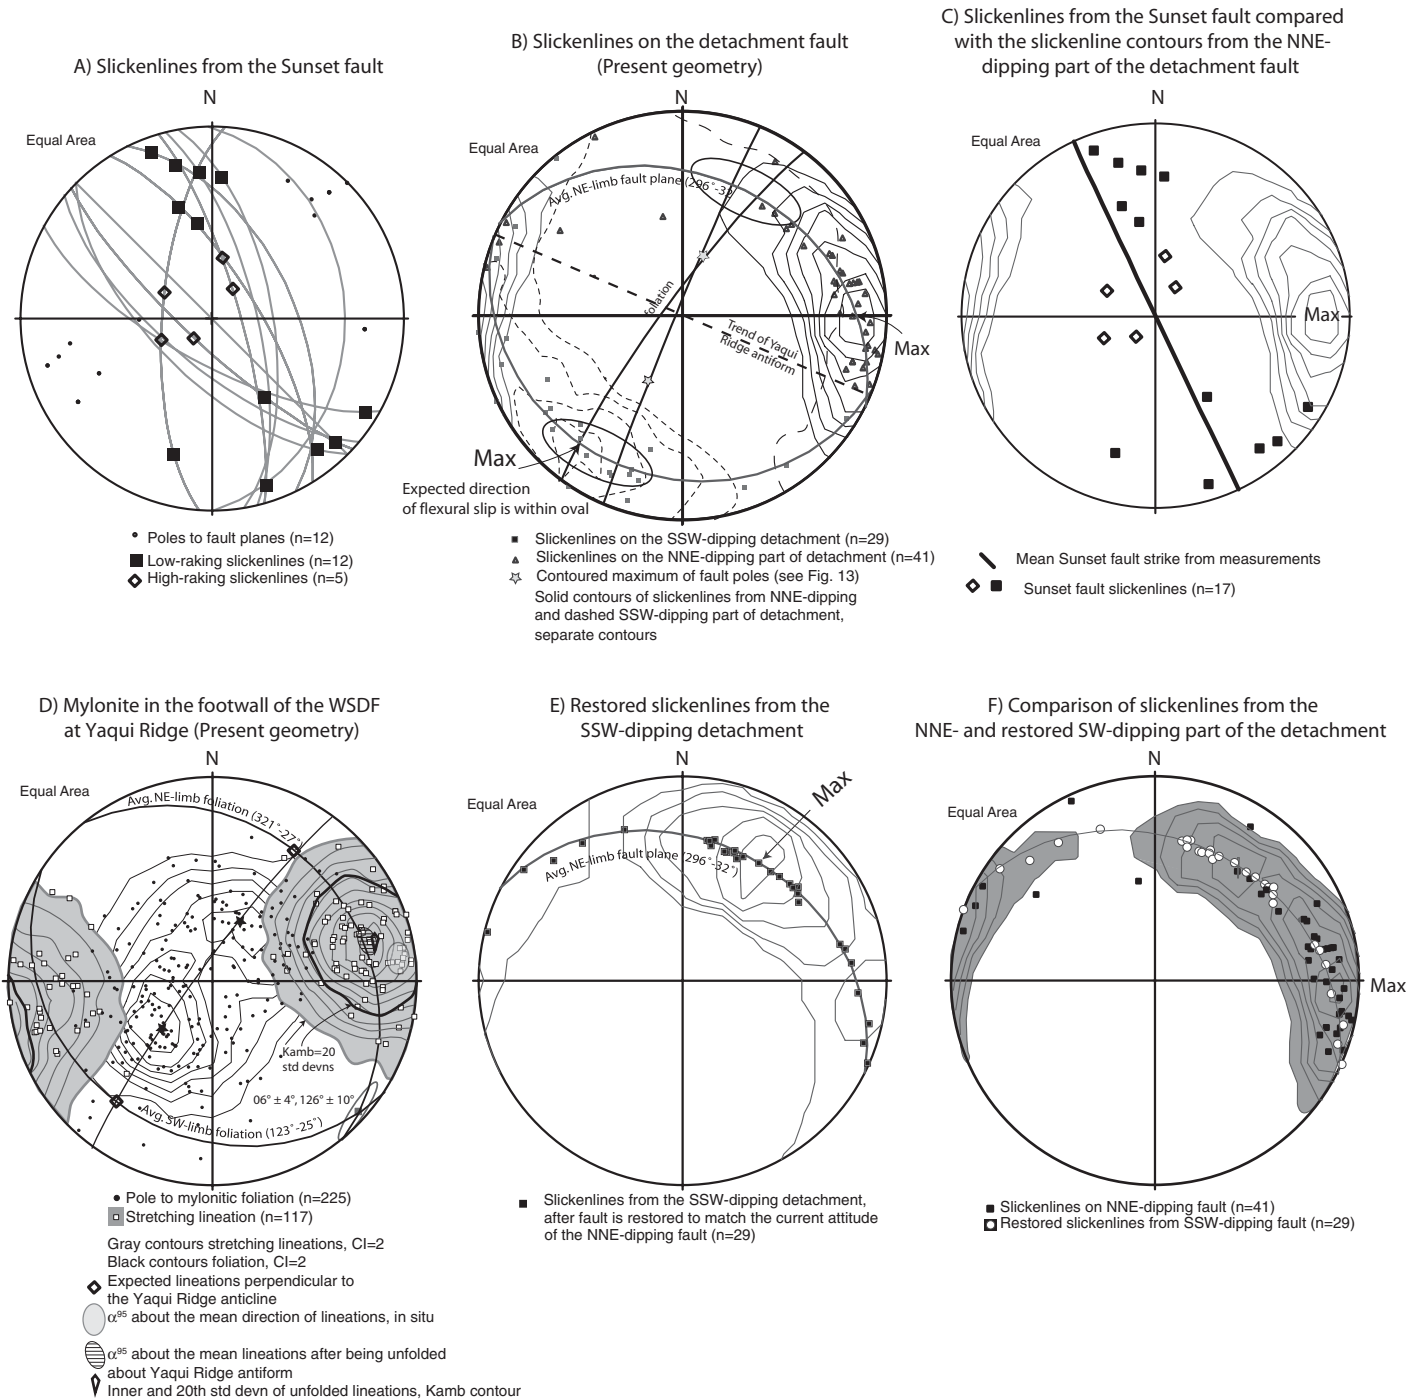 A) Slickenlines from the Sunset fault
N
Equal Area
Poles to fault planes (n=12)
Low-raking slickenlines (n=12)
High-raking slickenlines (n=5)
B) Slickenlines on the detachment fault
(Present geometry)
N
Equal Area
Avg. NE-limb fault plane (296°-3
foliation
Trend of Yaqui
Ridge antiform
Max
Max
Expected direction
of flexural slip is within oval
Slickenlines on the SSW-dipping detachment (n=29)
Slickenlines on the NNE-dipping part of detachment (n=41)
Contoured maximum of fault poles (see Fig. 13)
Solid contours of slickenlines from NNE-dipping
and dashed SSW-dipping part of detachment,
separate contours
C) Slickenlines from the Sunset fault compared
with the slickenline contours from the NNE-
dipping part of the detachment fault
N
Equal Area
Max
Mean Sunset fault strike from measurements
Sunset fault slickenlines (n=17)
D) Mylonite in the footwall of the WSDF
at Yaqui Ridge (Present geometry)
N
Equal Area
Avg. NE-limb foliation (321°-27°)
Kamb=20
std devns
06° ± 4°, 126° ± 10°
Avg. SW-limb foliation (123°-25°)
Pole to mylonitic foliation (n=225)
Stretching lineation (n=117)
Gray contours stretching lineations, CI=2
Black contours foliation, CI=2
Expected lineations perpendicular to
the Yaqui Ridge anticline
α95 about the mean direction of lineations, in situ
α95 about the mean lineations after being unfolded
about Yaqui Ridge antiform
Inner and 20th std devn of unfolded lineations, Kamb contour
E) Restored slickenlines from the
SSW-dipping detachment
N
Equal Area
Max
Avg. NE-limb fault plane (296°-32°)
Slickenlines from the SSW-dipping detachment,
after fault is restored to match the current attitude
of the NNE-dipping fault (n=29)
F) Comparison of slickenlines from the
NNE- and restored SW-dipping part of the detachment
N
Equal Area
Max
Slickenlines on NNE-dipping fault (n=41)
Restored slickenlines from SSW-dipping fault (n=29)